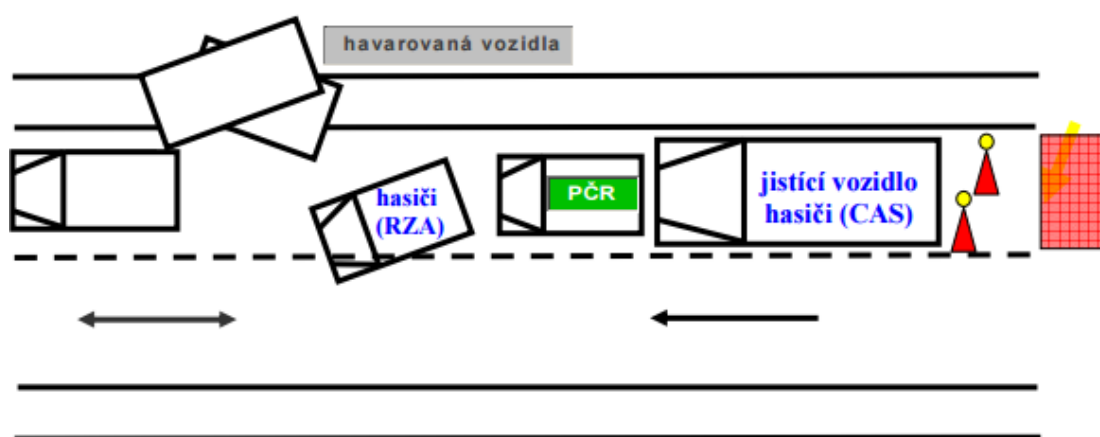 havarovaná vozidla
hasiči
(RZA)
PČR
jistící vozidlo
hasiči (CAS)